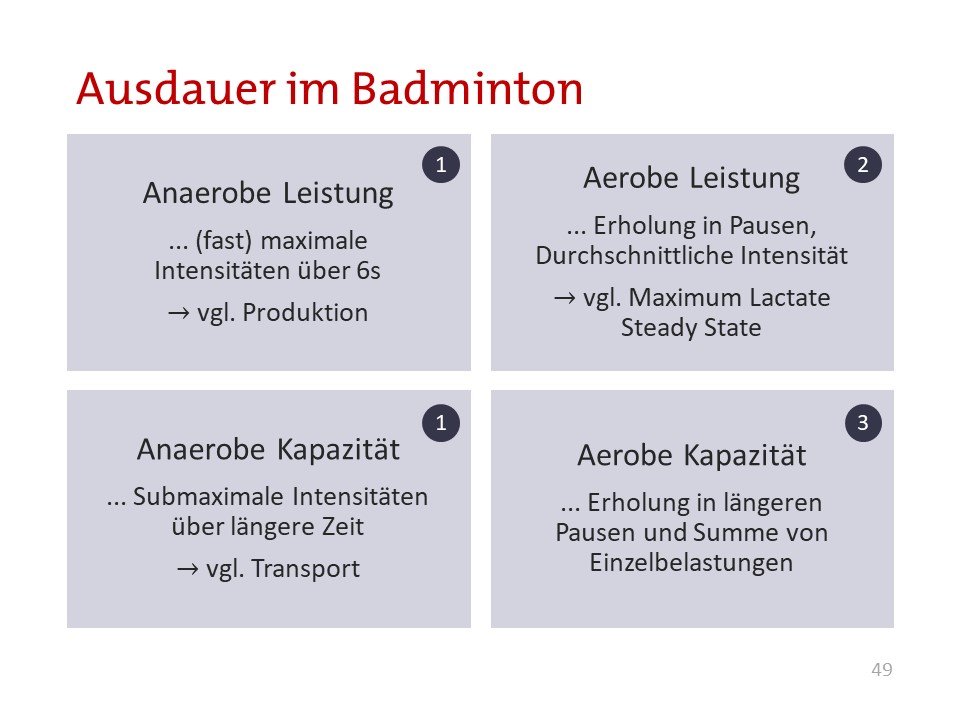 Ausdauer im Badminton
1
Anaerobe Leistung
... (fast) maximale
Intensitäten über 6s
→ vgl. Produktion
2
Aerobe Leistung
... Erholung in Pausen,
Durchschnittliche Intensität
→ vgl. Maximum Lactate
Steady State
1
Anaerobe Kapazität
... Submaximale Intensitäten
über längere Zeit
→ vgl. Transport
3
Aerobe Kapazität
... Erholung in längeren
Pausen und Summe von
Einzelbelastungen
49